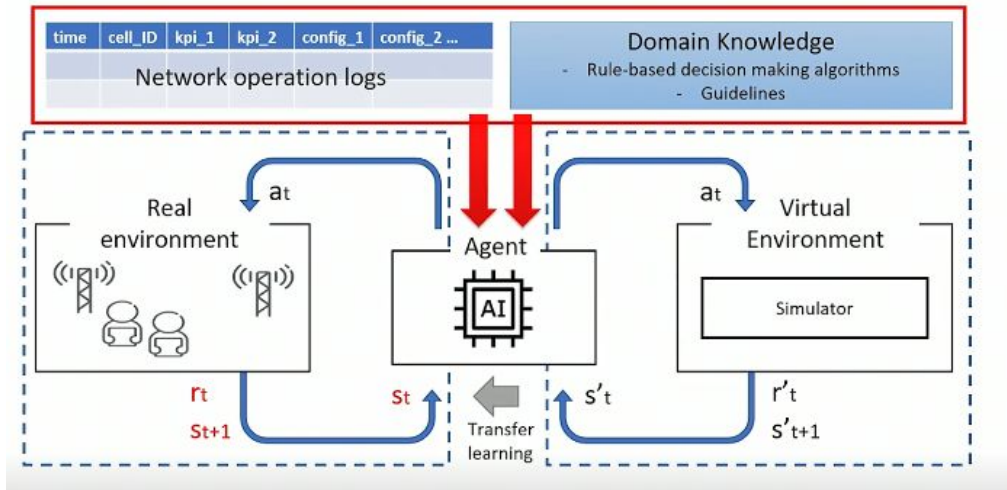 time cell_ID kpi_1 kpi_2 config_1 config_2 ...
Network operation logs
Domain Knowledge
- Rule-based decision making algorithms
- Guidelines
at
at
Real
environment
Agent
AI
Virtual
Environment
Simulator
rt
st+1
st
s't
r't
s't+1
Transfer
learning